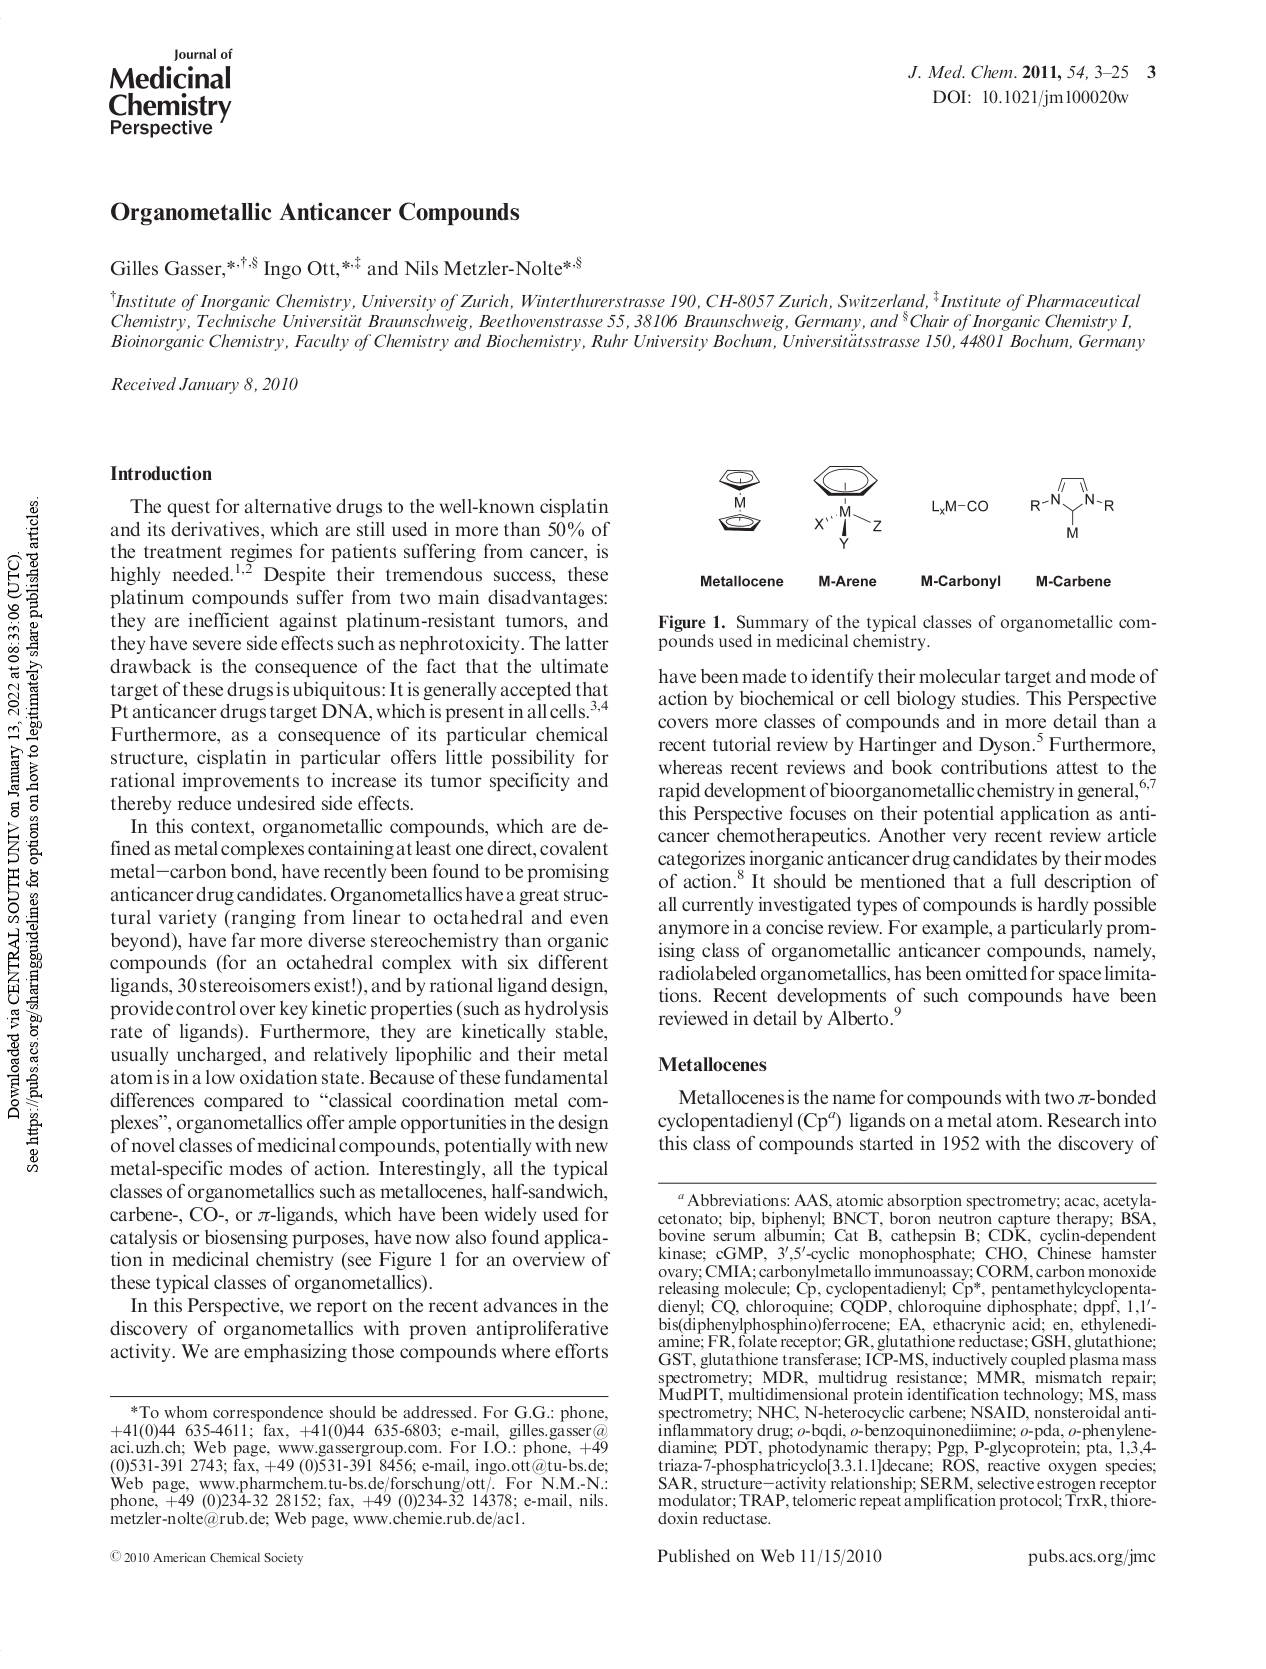 Journal of
Medicinal
Chemistry
Perspective
J. Med. Chem. 2011, 54, 3–25 3
DOI: 10.1021/jm100020w
Organometallic Anticancer Compounds
Gilles Gasser,*,†,§ Ingo Ott,*,‡ and Nils Metzler-Nolte*,§
†Institute of Inorganic Chemistry, University of Zurich, Winterthurerstrasse 190, CH-8057 Zurich, Switzerland, ‡Institute of Pharmaceutical
Chemistry, Technische Universität Braunschweig, Beethovenstrasse 55, 38106 Braunschweig, Germany, and §Chair of Inorganic Chemistry I,
Bioinorganic Chemistry, Faculty of Chemistry and Biochemistry, Ruhr University Bochum, Universitätsstrasse 150, 44801 Bochum, Germany
Received January 8, 2010
Introduction
The quest for alternative drugs to the well-known cisplatin
and its derivatives, which are still used in more than 50% of
the treatment regimes for patients suffering from cancer, is
highly needed.1,2 Despite their tremendous success, these
platinum compounds suffer from two main disadvantages:
they are inefficient against platinum-resistant tumors, and
they have severe side effects such as nephrotoxicity. The latter
drawback is the consequence of the fact that the ultimate
target of these drugs is ubiquitous: It is generally accepted that
Pt anticancer drugs target DNA, which is present in all cells.3,4
Furthermore, as a consequence of its particular chemical
structure, cisplatin in particular offers little possibility for
rational improvements to increase its tumor specificity and
thereby reduce undesired side effects.
In this context, organometallic compounds, which are de-
fined as metal complexes containing at least one direct, covalent
metal−carbon bond, have recently been found to be promising
anticancer drug candidates. Organometallics have a great struc-
tural variety (ranging from linear to octahedral and even
beyond), have far more diverse stereochemistry than organic
compounds (for an octahedral complex with six different
ligands, 30 stereoisomers exist!), and by rational ligand design,
provide control over key kinetic properties (such as hydrolysis
rate of ligands). Furthermore, they are kinetically stable,
usually uncharged, and relatively lipophilic and their metal
atom is in a low oxidation state. Because of these fundamental
differences compared to “classical coordination metal com-
plexes”, organometallics offer ample opportunities in the design
of novel classes of medicinal compounds, potentially with new
metal-specific modes of action. Interestingly, all the typical
classes of organometallics such as metallocenes, half-sandwich,
carbene-, CO-, or π-ligands, which have been widely used for
catalysis or biosensing purposes, have now also found applica-
tion in medicinal chemistry (see Figure 1 for an overview of
these typical classes of organometallics).
In this Perspective, we report on the recent advances in the
discovery of organometallics with proven antiproliferative
activity. We are emphasizing those compounds where efforts
*To whom correspondence should be addressed. For G.G.: phone,
+41(0)44 635-4611; fax, +41(0)44 635-6803; e-mail, gilles.gasser@
aci.uzh.ch; Web page, www.gassergroup.com. For I.O.: phone, +49
(0)531-391 2743; fax, +49 (0)531-391 8456; e-mail, ingo.ott@tu-bs.de;
Web page, www.pharmchem.tu-bs.de/forschung/ott/. For N.M.-N.:
phone, +49 (0)234-32 28152; fax, +49 (0)234-32 14378; e-mail, nils.
metzler-nolte@rub.de; Web page, www.chemie.rub.de/ac1.
M
M
X
Y
Z
LxM−CO
R N N R
M
Metallocene M-Arene M-Carbonyl M-Carbene
Figure 1. Summary of the typical classes of organometallic com-
pounds used in medicinal chemistry.
have been made to identify their molecular target and mode of
action by biochemical or cell biology studies. This Perspective
covers more classes of compounds and in more detail than a
recent tutorial review by Hartinger and Dyson.5 Furthermore,
whereas recent reviews and book contributions attest to the
rapid development of bioorganometallic chemistry in general,6,7
this Perspective focuses on their potential application as anti-
cancer chemotherapeutics. Another very recent review article
categorizes inorganic anticancer drug candidates by their modes
of action.8 It should be mentioned that a full description of
all currently investigated types of compounds is hardly possible
anymore in a concise review. For example, a particularly prom-
ising class of organometallic anticancer compounds, namely,
radiolabeled organometallics, has been omitted for space limita-
tions. Recent developments of such compounds have been
reviewed in detail by Alberto.9
Metallocenes
Metallocenes is the name for compounds with two π-bonded
cyclopentadienyl (Cpa) ligands on a metal atom. Research into
this class of compounds started in 1952 with the discovery of
a Abbreviations: AAS, atomic absorption spectrometry; acac, acetyla-
cetonato; bip, biphenyl; BNCT, boron neutron capture therapy; BSA,
bovine serum albumin; Cat B, cathepsin B; CDK, cyclin-dependent
kinase; cGMP, 3′,5′-cyclic monophosphate; CHO, Chinese hamster
ovary; CMIA; carbonylmetallo immunoassay; CORM, carbon monoxide
releasing molecule; Cp, cyclopentadienyl; Cp*, pentamethylcyclopenta-
dienyl; CQ, chloroquine; CQDP, chloroquine diphosphate; dppf, 1,1′-
bis(diphenylphosphino)ferrocene; EA, ethacrynic acid; en, ethylenedi-
amine; FR, folate receptor; GR, glutathione reductase; GSH, glutathione;
GST, glutathione transferase; ICP-MS, inductively coupled plasma mass
spectrometry; MDR, multidrug resistance; MMR, mismatch repair;
MudPIT, multidimensional protein identification technology; MS, mass
spectrometry; NHC, N-heterocyclic carbene; NSAID, nonsteroidal anti-
inflammatory drug; o-bqdi, o-benzoquinonediimine; o-pda, o-phenylene-
diamine; PDT, photodynamic therapy; Pgp, P-glycoprotein; pta, 1,3,4-
triaza-7-phosphatricyclo[3.3.1.1]decane; ROS, reactive oxygen species;
SAR, structure−activity relationship; SERM, selective estrogen receptor
modulator; TRAP, telomeric repeat amplification protocol; TrxR, thiore-
doxin reductase.
© 2010 American Chemical Society
Published on Web 11/15/2010
pubs.acs.org/jmc
Downloaded via CENTRAL SOUTH UNIV on January 13, 2022 at 08:33:06 (UTC).
See https://pubs.acs.org/sharingguidelines for options on how to legitimately share published articles.